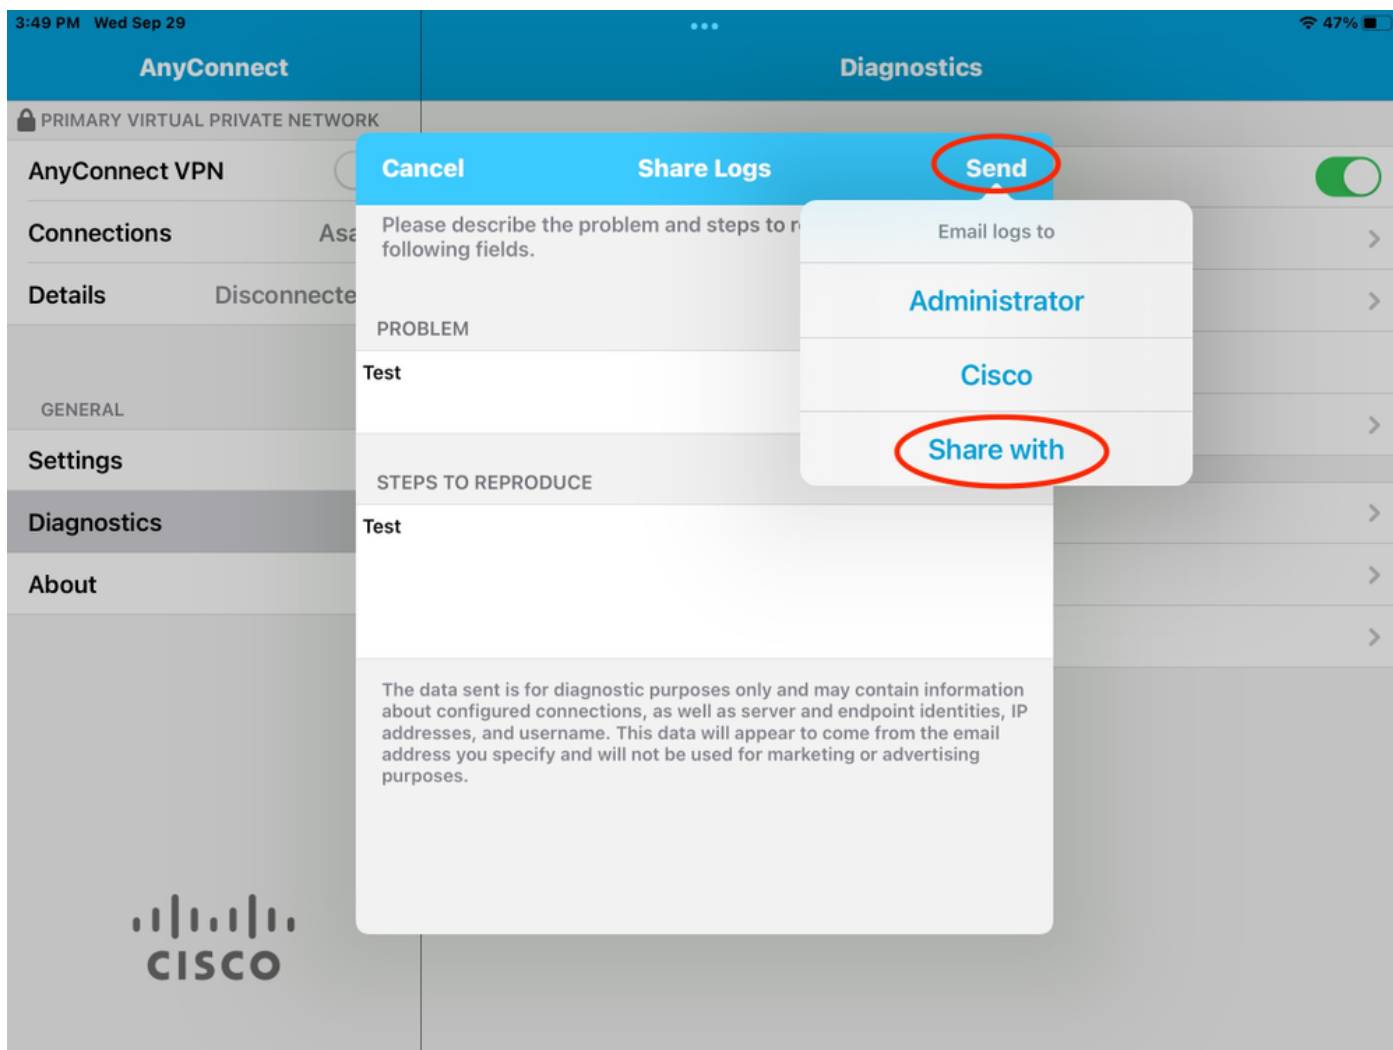 3:49 PM Wed Sep 29
47%
AnyConnect
Diagnostics
PRIMARY VIRTUAL PRIVATE NETWORK
AnyConnect VPN
Connections
Details Disconnecte
GENERAL
Settings
Diagnostics
About
CISCO
Cancel Share Logs Send
Please describe the problem and steps to
following fields.
PROBLEM
Test
STEPS TO REPRODUCE
Test
The data sent is for diagnostic purposes only and may contain information
about configured connections, as well as server and endpoint identities, IP
addresses, and username. This data will appear to come from the email
address you specify and will not be used for marketing or advertising
purposes.
Email logs to
Administrator
Cisco
Share with